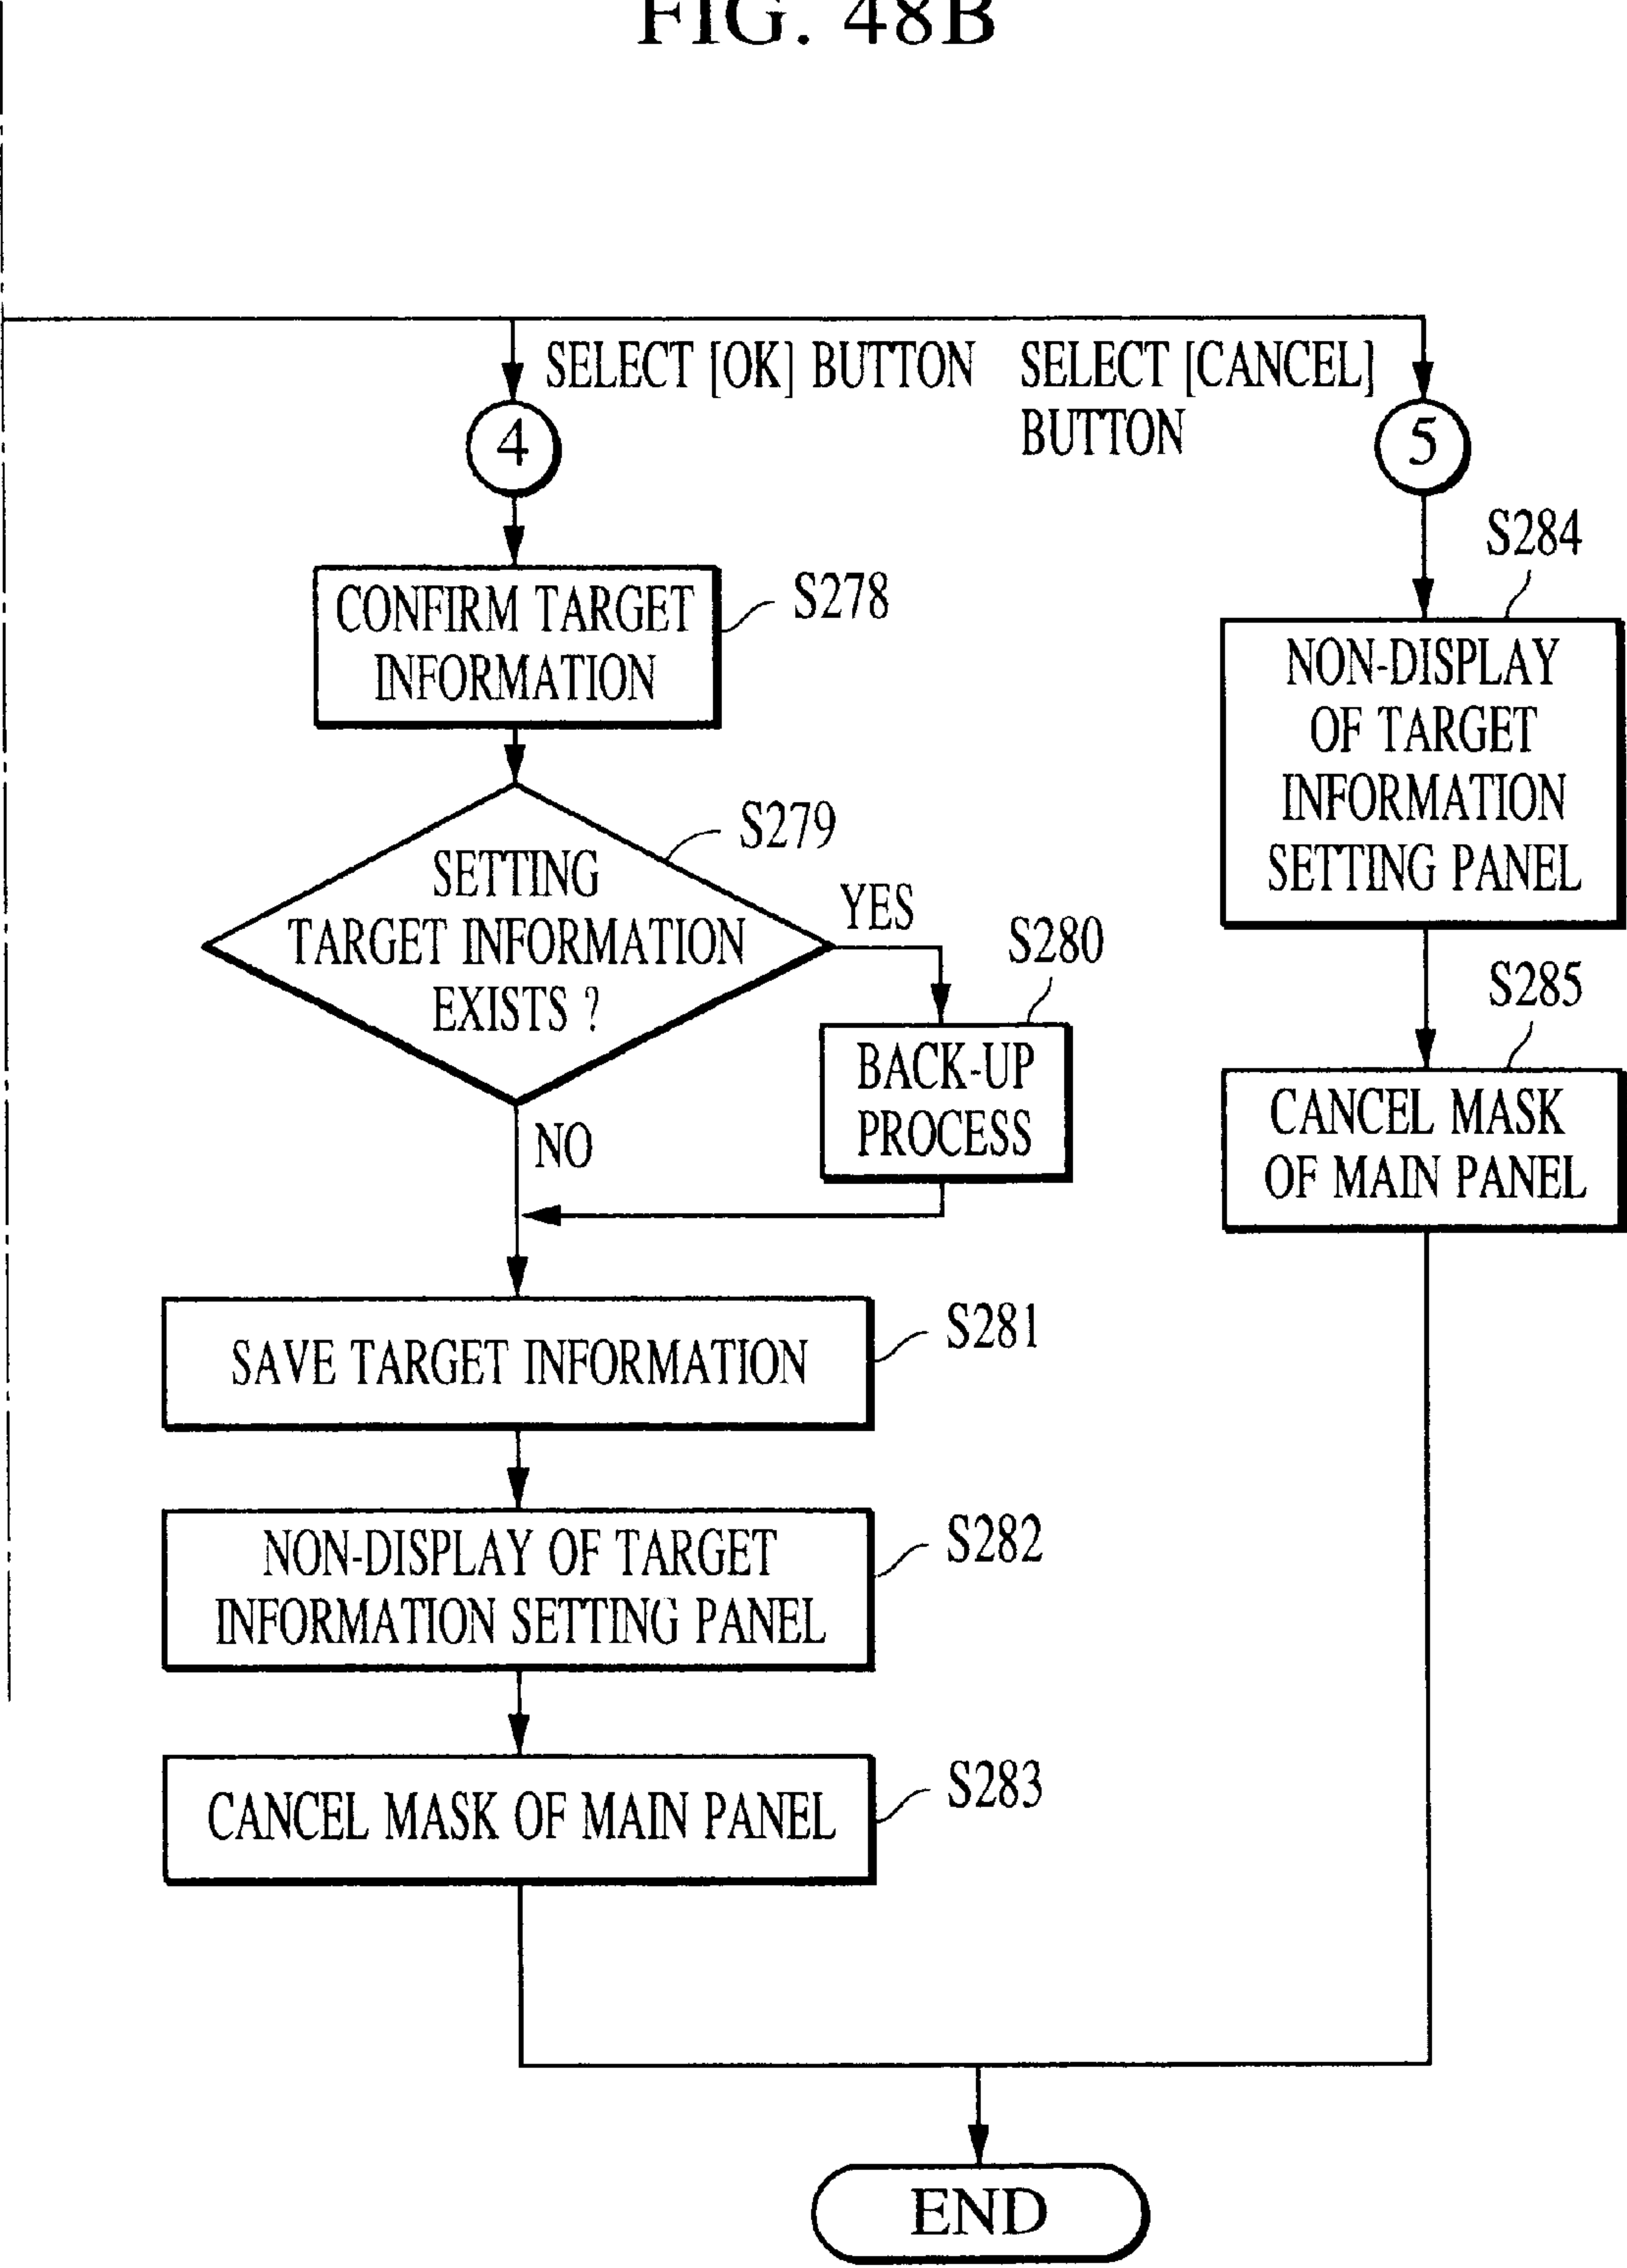 FIG. 48B
SELECT [OK] BUTTON
SELECT [CANCEL]
BUTTON
4
5
S278
CONFIRM TARGET
INFORMATION
S279
SETTING
TARGET INFORMATION
EXISTS ?
YES
NO
S280
BACK-UP
PROCESS
S281
SAVE TARGET INFORMATION
S282
NON-DISPLAY OF TARGET
INFORMATION SETTING PANEL
S283
CANCEL MASK OF MAIN PANEL
S284
NON-DISPLAY
OF TARGET
INFORMATION
SETTING PANEL
S285
CANCEL MASK
OF MAIN PANEL
END